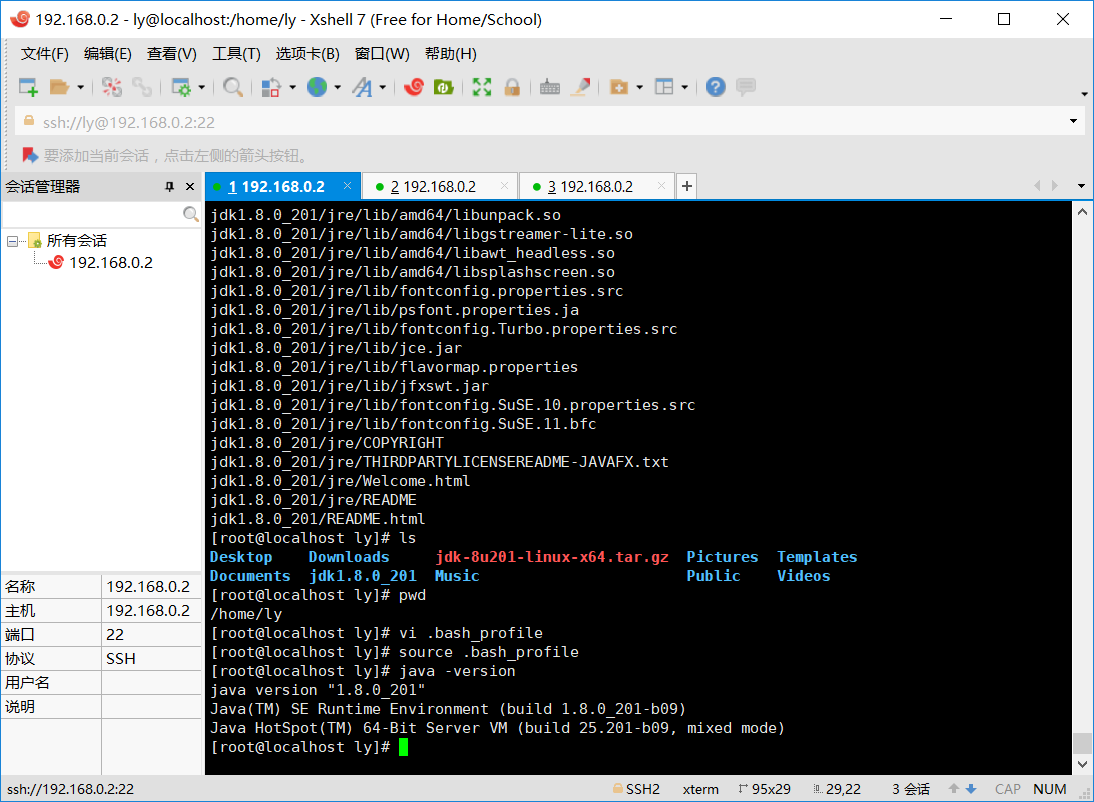 192.168.0.2 - ly@localhost:/home/ly - Xshell 7 (Free for Home/School)
文件(F) 编辑(E) 查看(V) 工具(T) 选项卡(B) 窗口(W) 帮助(H)
ssh://ly@192.168.0.2:22
要添加当前会话，点击左侧的箭头按钮。
会话管理器
1 192.168.0.2 2 192.168.0.2 3 192.168.0.2
所有会话
192.168.0.2
名称 192.168.0.2
主机 192.168.0.2
端口 22
协议 SSH
用户名
说明
jdk1.8.0_201/jre/lib/amd64/libunpack.so
jdk1.8.0_201/jre/lib/amd64/libgstreamer-lite.so
jdk1.8.0_201/jre/lib/amd64/libawt_headless.so
jdk1.8.0_201/jre/lib/amd64/libsplashscreen.so
jdk1.8.0_201/jre/lib/fontconfig.properties.src
jdk1.8.0_201/jre/lib/psfont.properties.ja
jdk1.8.0_201/jre/lib/fontconfig.Turbo.properties.src
jdk1.8.0_201/jre/lib/jce.jar
jdk1.8.0_201/jre/lib/flavormap.properties
jdk1.8.0_201/jre/lib/jfxswt.jar
jdk1.8.0_201/jre/lib/fontconfig.SuSE.10.properties.src
jdk1.8.0_201/jre/lib/fontconfig.SuSE.11.bfc
jdk1.8.0_201/jre/COPYRIGHT
jdk1.8.0_201/jre/THIRDPARTYLICENSEREADME-JAVAFX.txt
jdk1.8.0_201/jre/Welcome.html
jdk1.8.0_201/jre/README
jdk1.8.0_201/README.html
[root@localhost ly]# ls
Desktop Downloads jdk-8u201-linux-x64.tar.gz Pictures Templates
Documents jdk1.8.0_201 Music Public Videos
[root@localhost ly]# pwd
/home/ly
[root@localhost ly]# vi .bash_profile
[root@localhost ly]# source .bash_profile
[root@localhost ly]# java -version
java version "1.8.0_201"
Java(TM) SE Runtime Environment (build 1.8.0_201-b09)
Java HotSpot(TM) 64-Bit Server VM (build 25.201-b09, mixed mode)
[root@localhost ly]#
ssh://192.168.0.2:22 SSH2 xterm 95x29 29,22 3 会话 CAP NUM